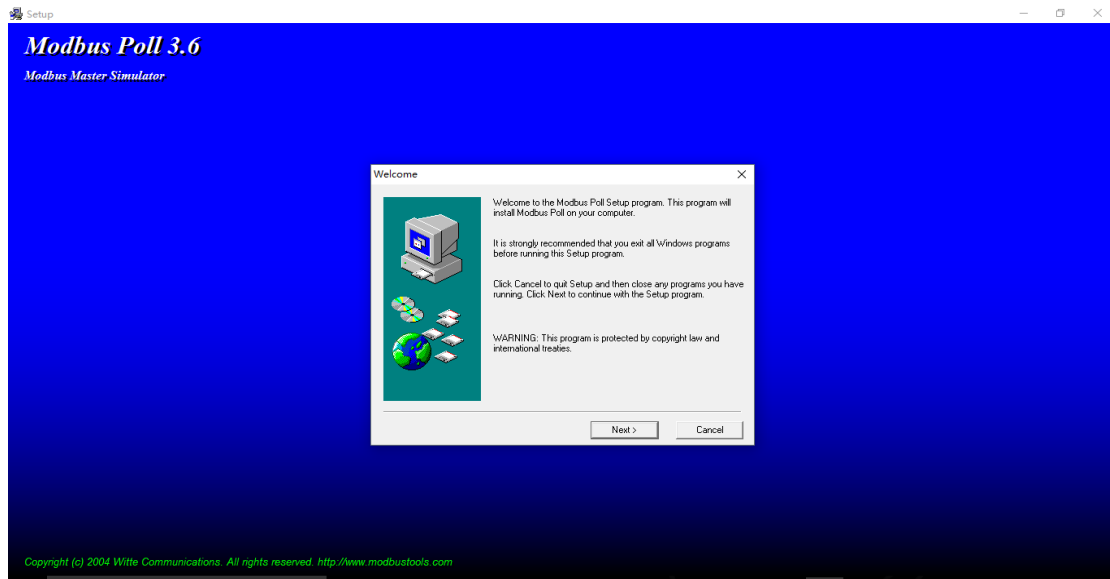 Setup
Modbus Poll 3.6
Modbus Master Simulator
Welcome
Welcome to the Modbus Poll Setup program. This program will
install Modbus Poll on your computer.
It is strongly recommended that you exit all Windows programs
before running this Setup program.
Click Cancel to quit Setup and then close any programs you have
running. Click Next to continue with the Setup program.
WARNING: This program is protected by copyright law and
international treaties.
Next >
Cancel
Copyright (c) 2004 Witte Communications. All rights reserved. http://www.modbustools.com